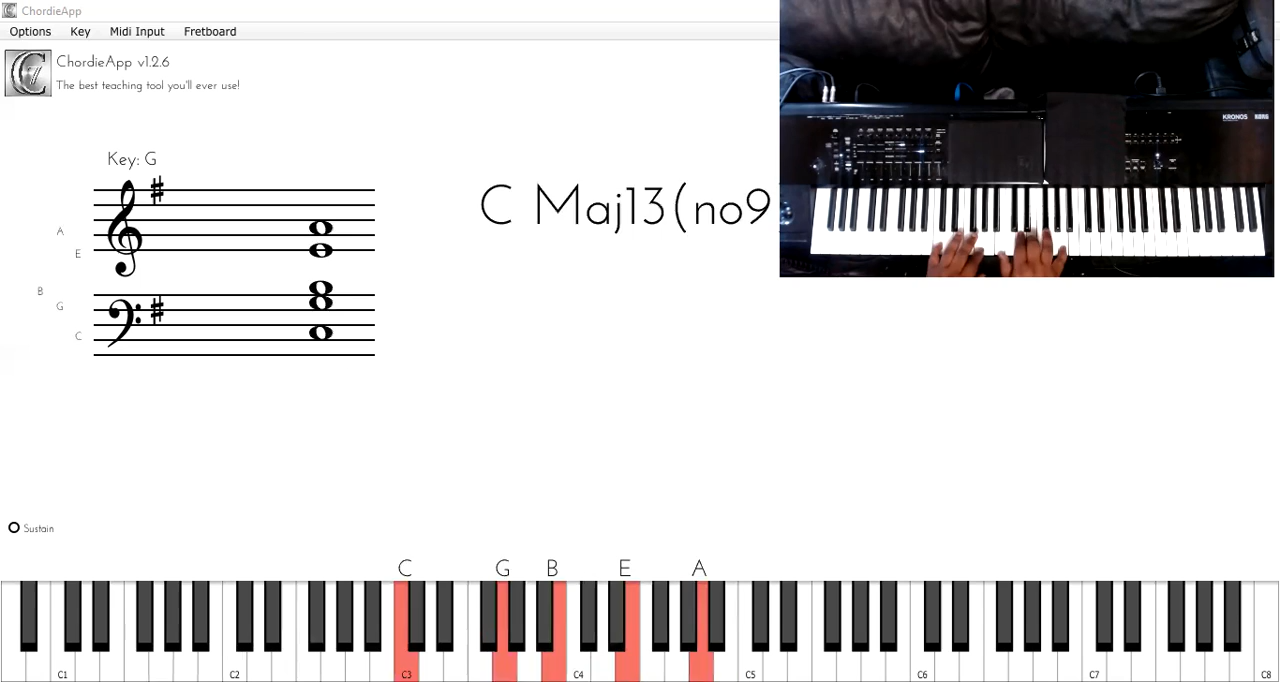 ChordieApp
Options Key Midi Input Fretboard
ChordieApp v1.2.6
The best teaching tool you'll ever use!
Key: G
C Maj13(no9
A
E
B
G
C
KRONOS KORG
Sustain
C G B E A
C1 C2 C3 C4 C5 C6 C7 C8